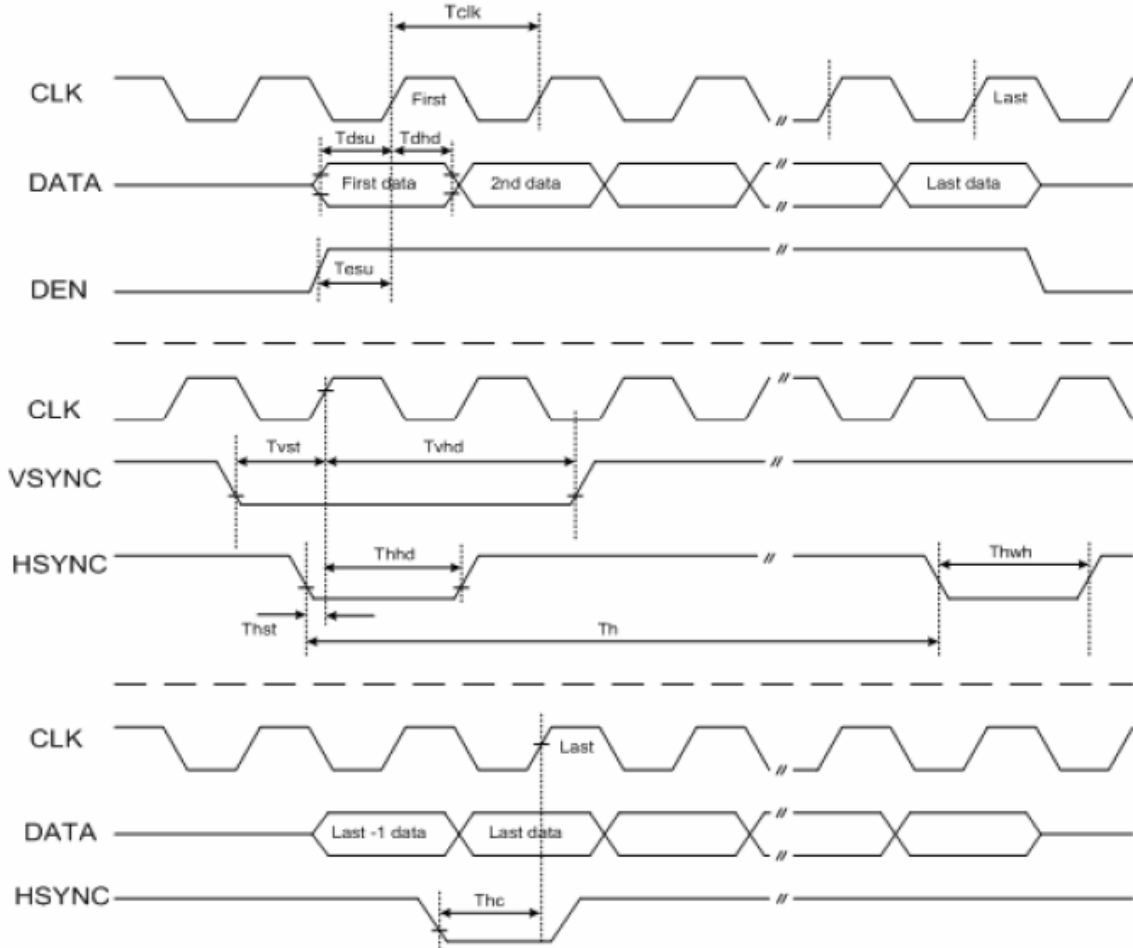 Tclk
CLK
First
Last
Tdsu
Tdhd
DATA
First data
2nd data
Last data
DEN
Tesu
CLK
VSYNC
Tvst
Tvhd
HSYNC
Thhd
Thwh
Thst
Th
CLK
Last
DATA
Last -1 data
Last data
HSYNC
Thc